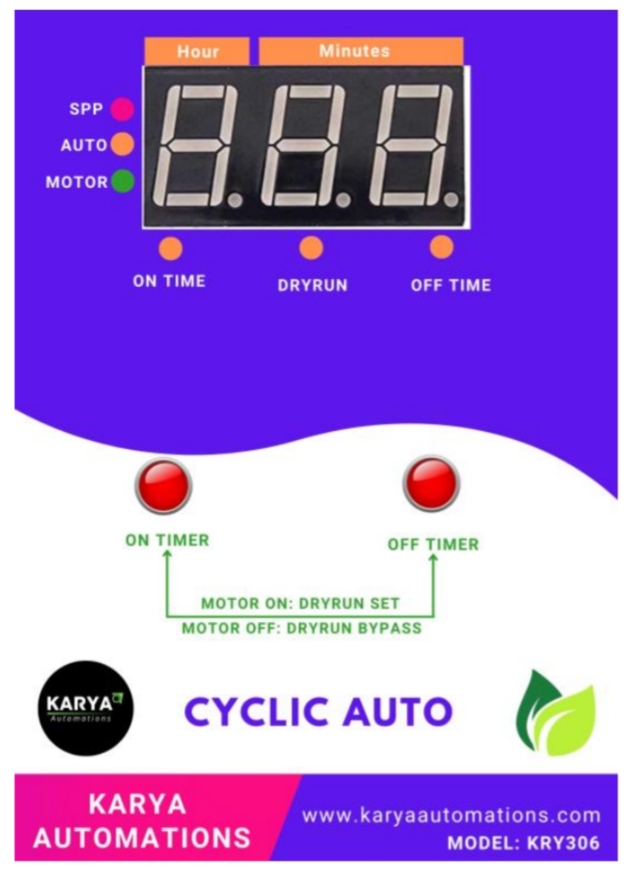 Hour Minutes
SPP
AUTO
MOTOR
ON TIME DRYRUN OFF TIME
ON TIMER OFF TIMER
MOTOR ON: DRYRUN SET
MOTOR OFF: DRYRUN BYPASS
KARYA
Automations
CYCLIC AUTO
KARYA
AUTOMATIONS
www.karyaautomations.com
MODEL: KRY306